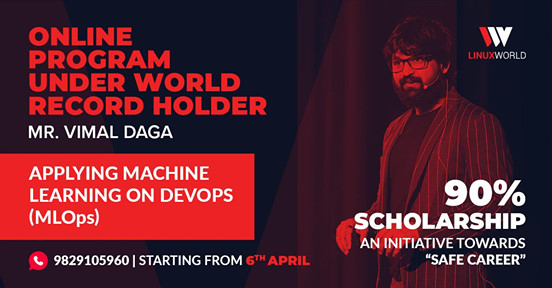 ONLINE
PROGRAM
UNDER WORLD
RECORD HOLDER
MR. VIMAL DAGA
APPLYING MACHINE
LEARNING ON DEVOPS
(MLOps)
9829105960 | STARTING FROM 6TH APRIL
LINUXWORLD
90%
SCHOLARSHIP
AN INITIATIVE TOWARDS
“SAFE CAREER”